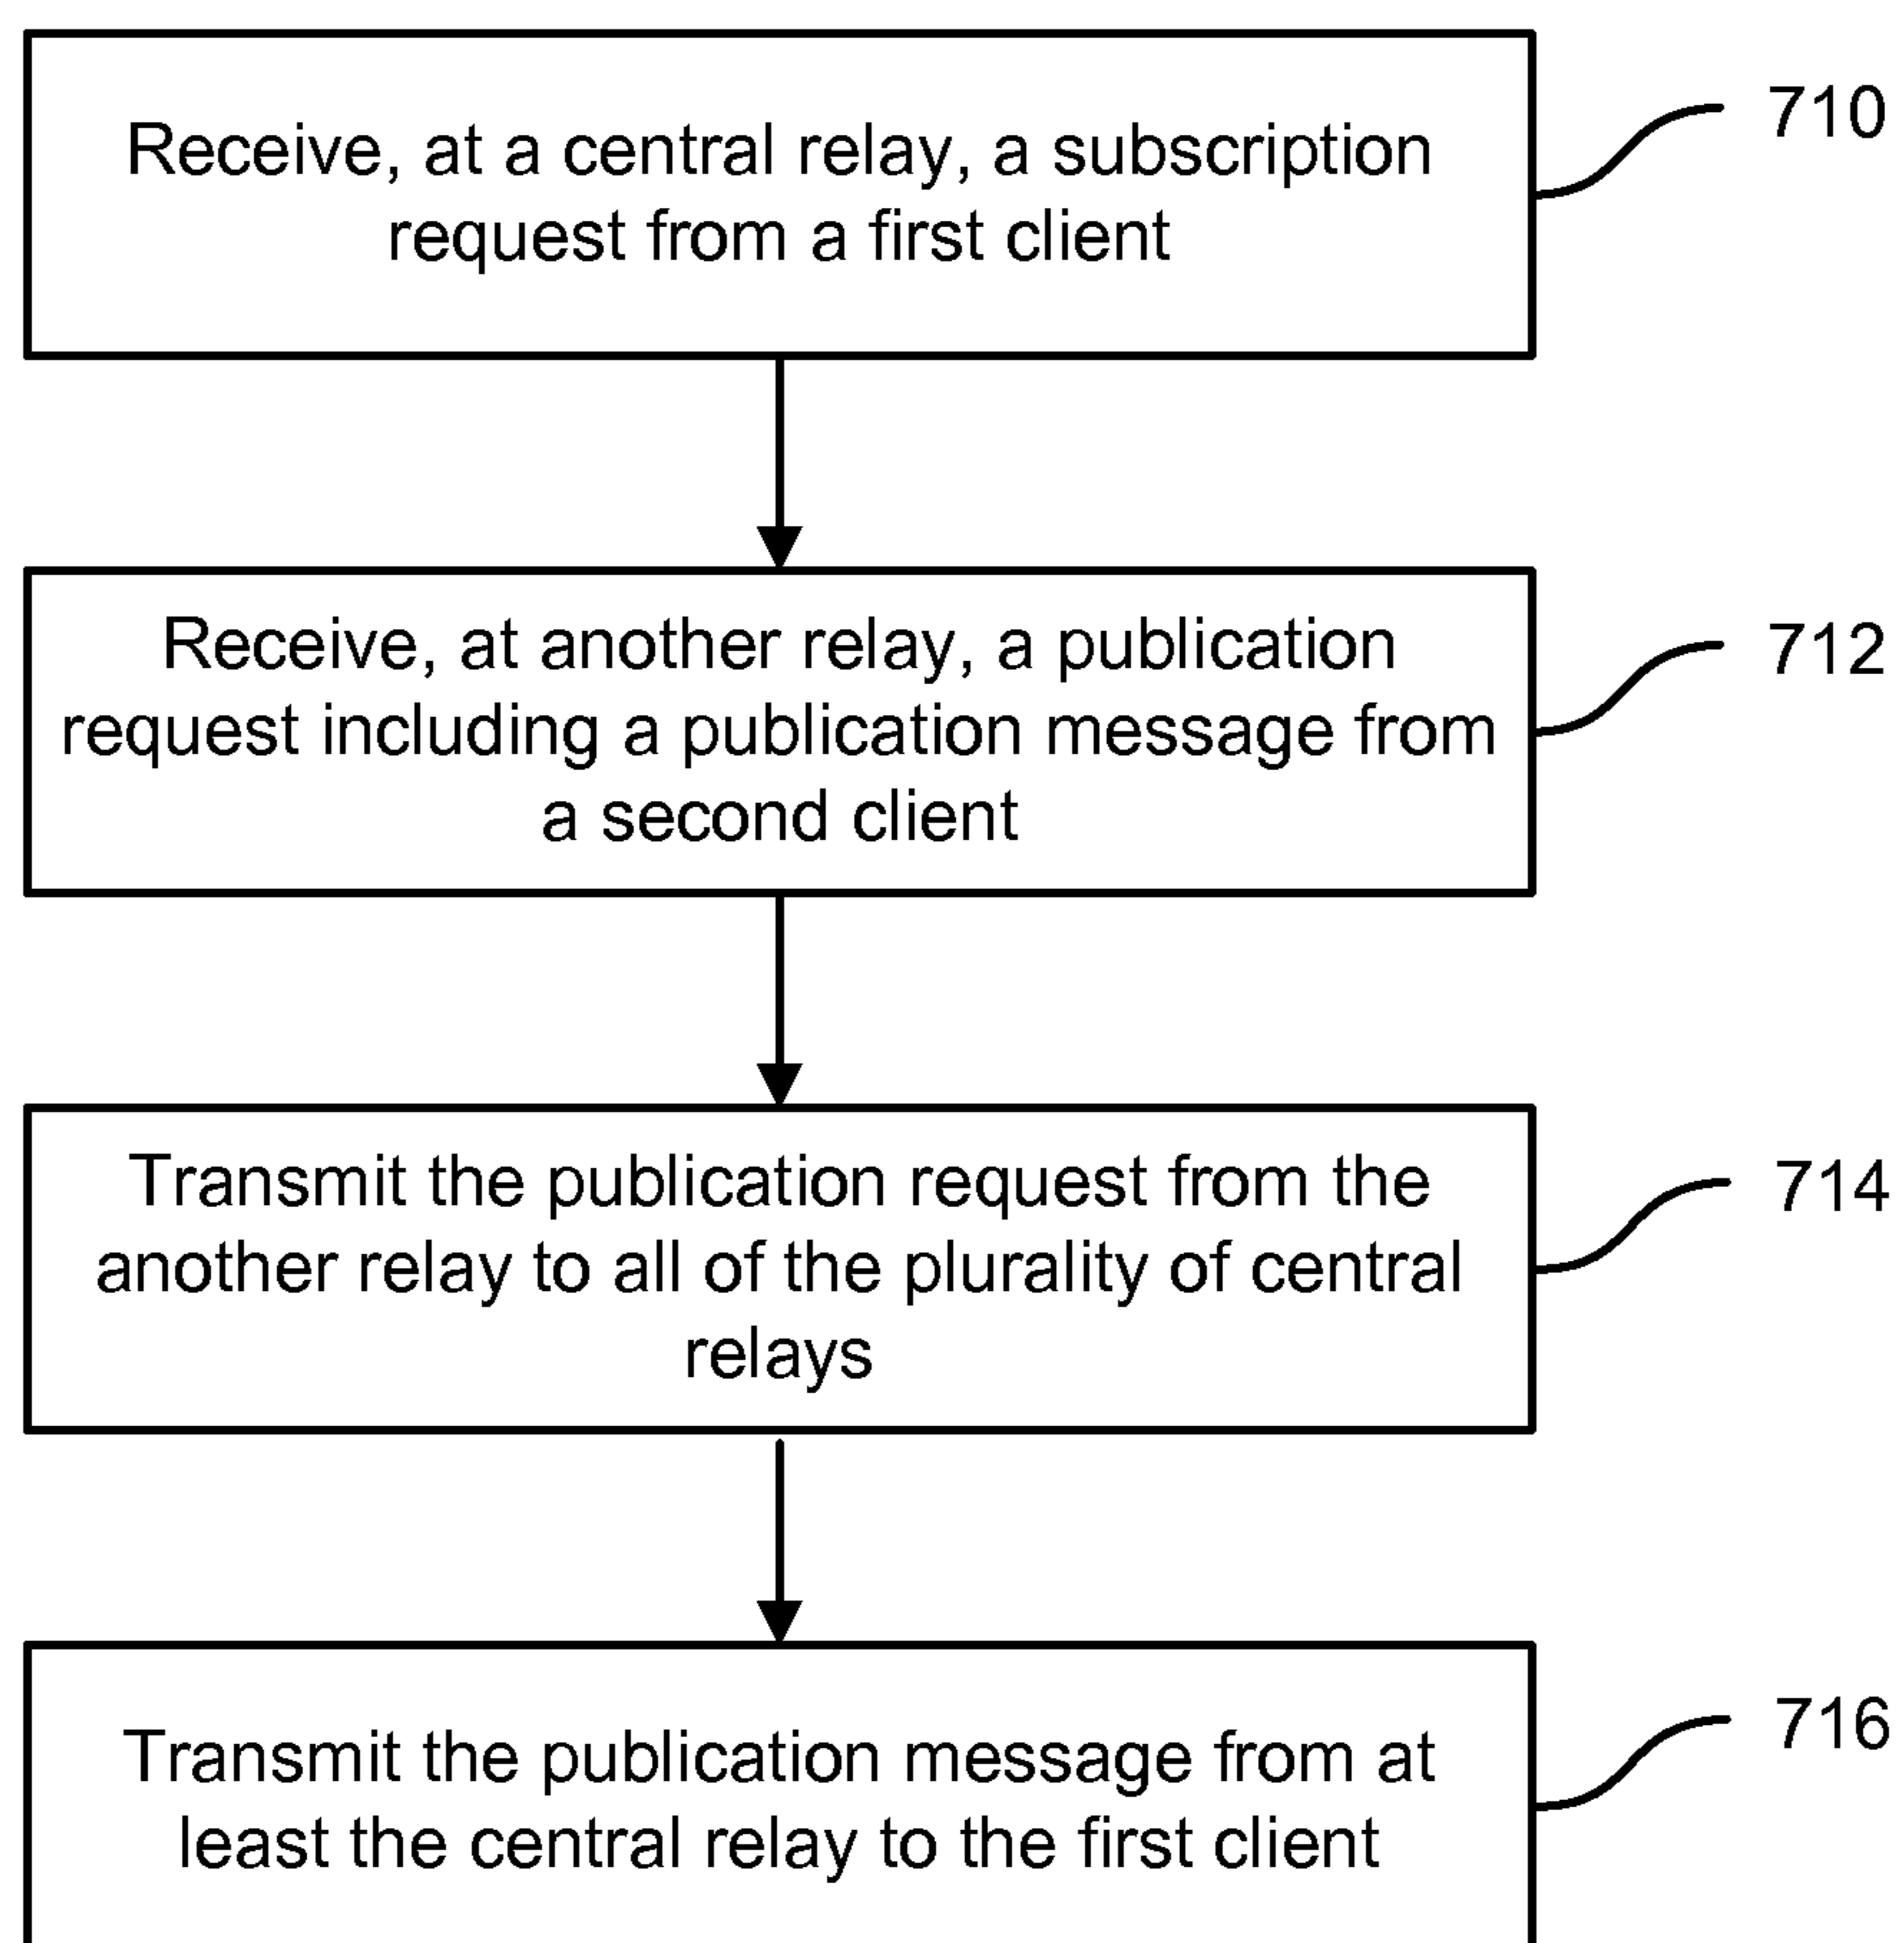 Receive, at a central relay, a subscription
request from a first client
710
Receive, at another relay, a publication
request including a publication message from
a second client
712
Transmit the publication request from the
another relay to all of the plurality of central
relays
714
Transmit the publication message from at
least the central relay to the first client
716